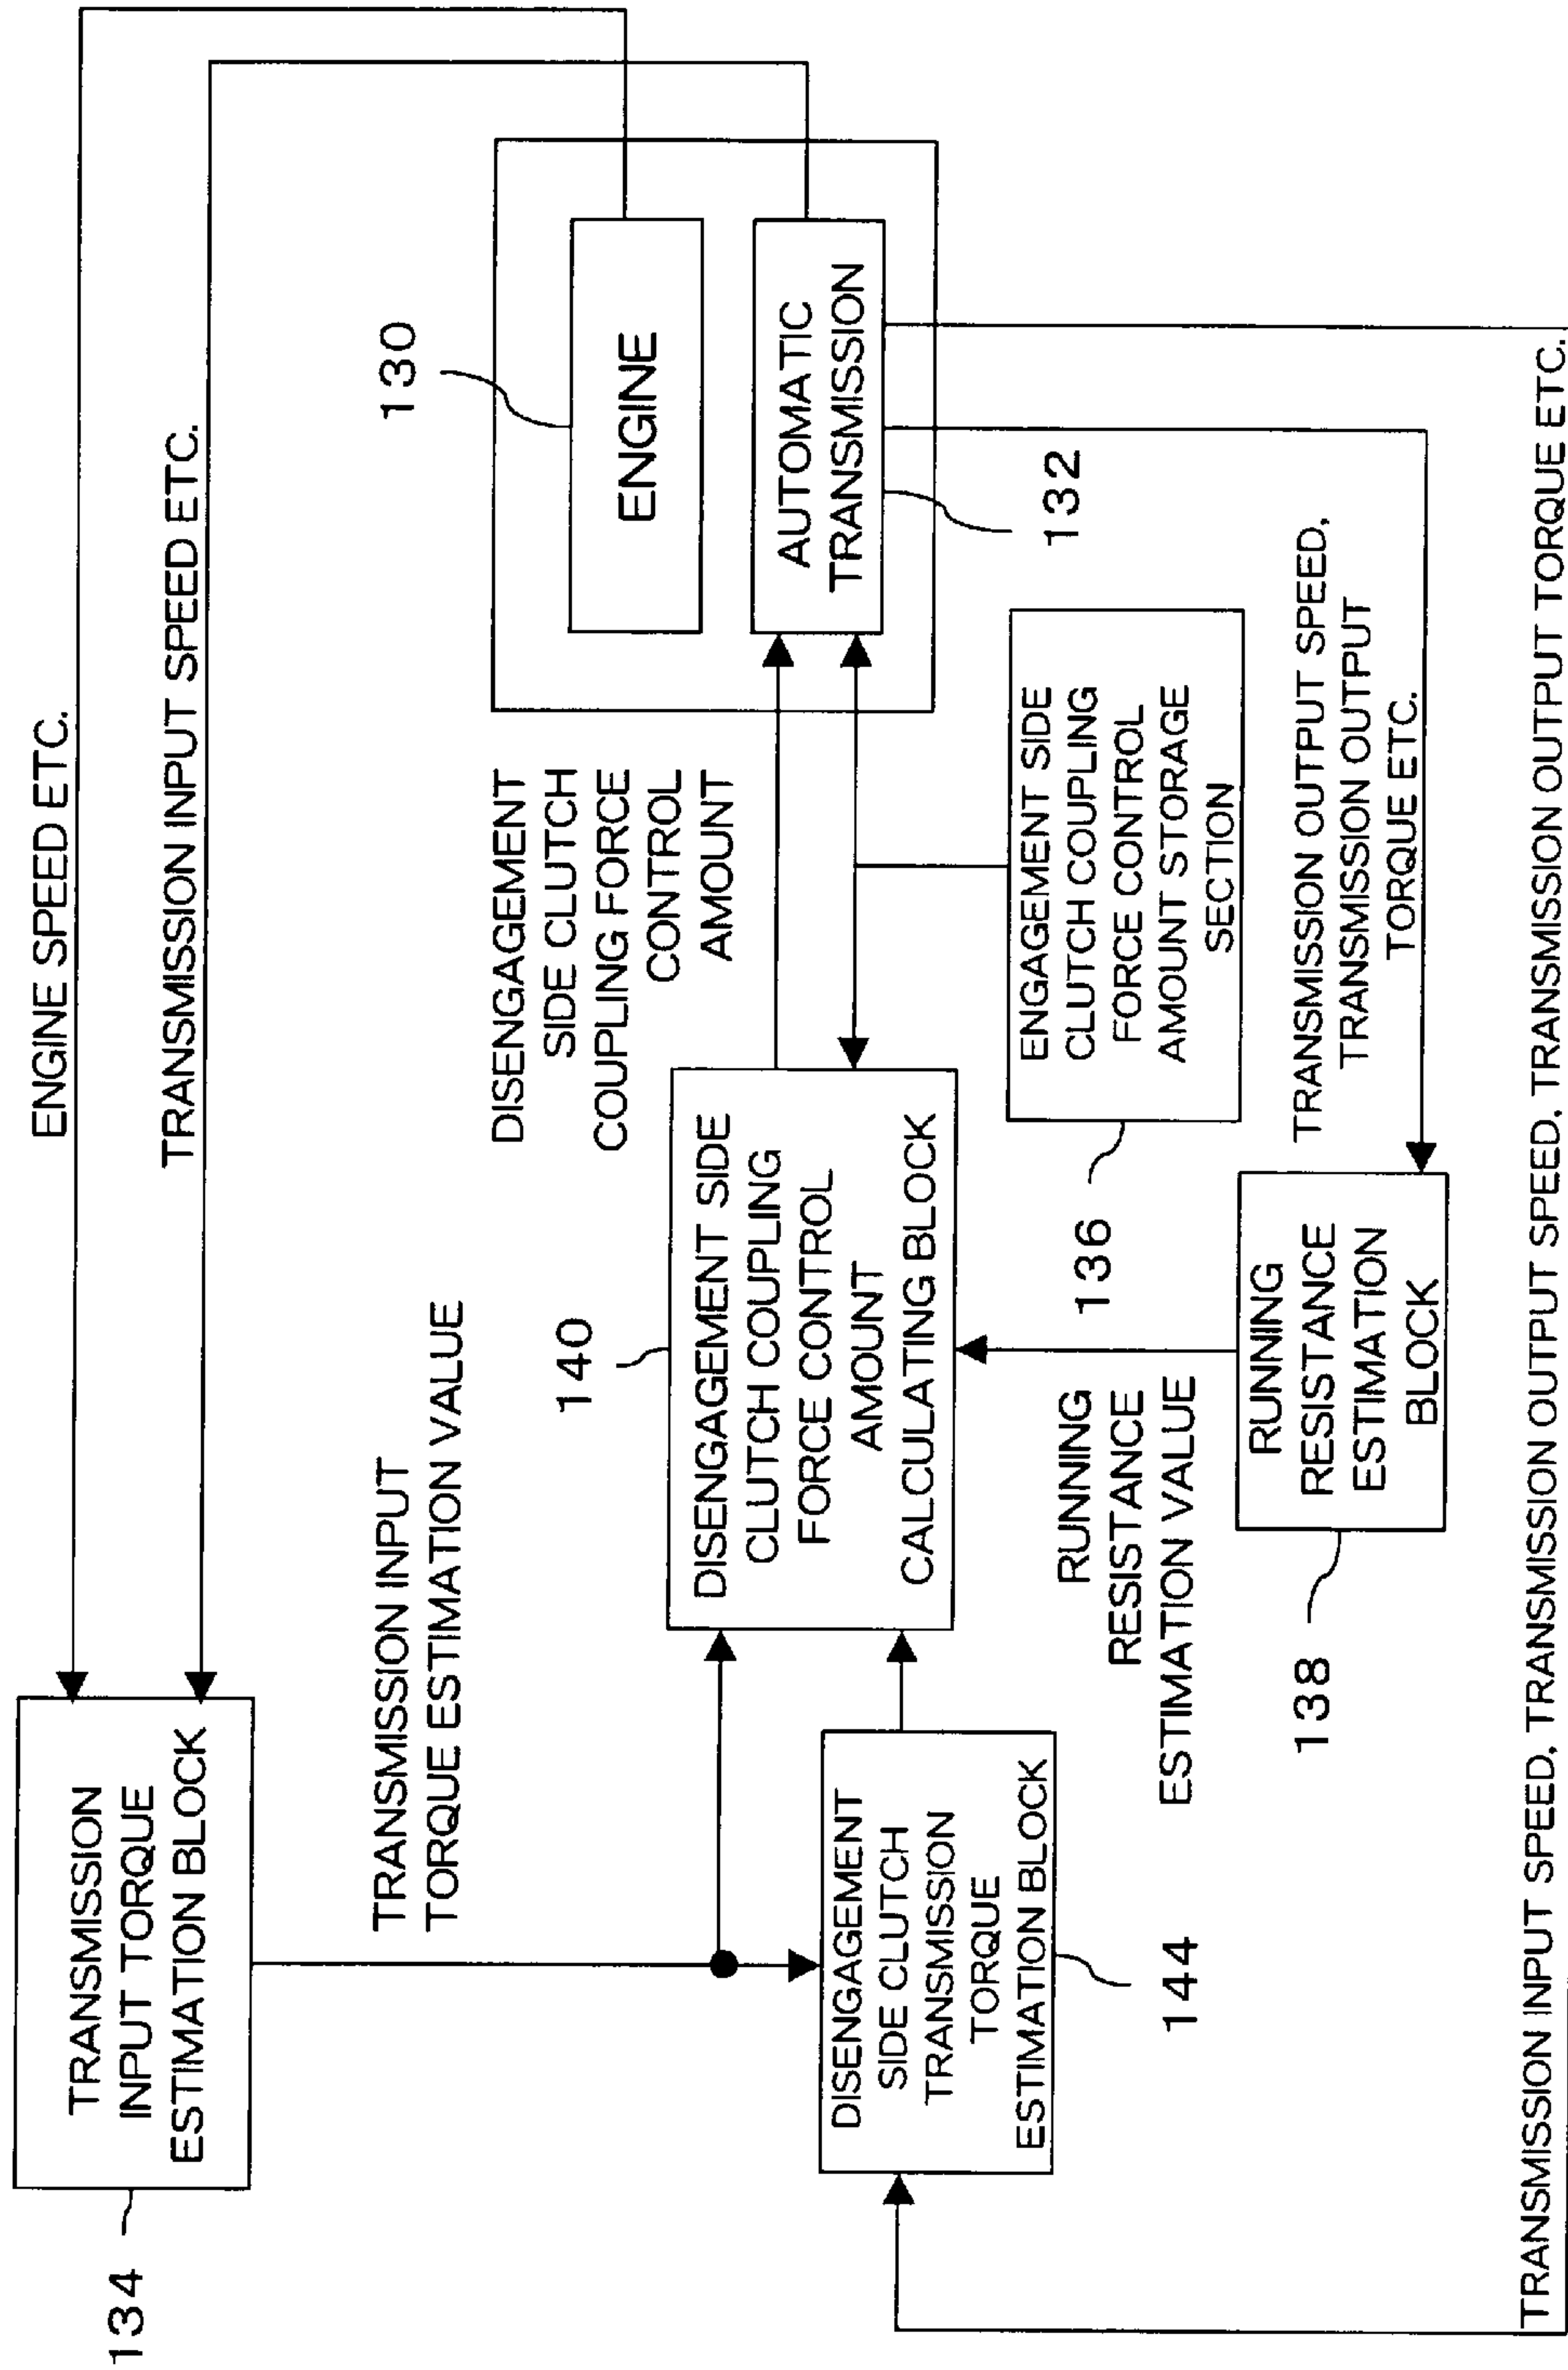 ENGINE SPEED ETC.
TRANSMISSION INPUT SPEED ETC.
134
TRANSMISSION
INPUT TORQUE
ESTIMATION BLOCK
TRANSMISSION INPUT
TORQUE ESTIMATION VALUE
130
ENGINE
AUTOMATIC
TRANSMISSION
132
DISENGAGEMENT
SIDE CLUTCH
COUPLING FORCE
CONTROL
AMOUNT
140
DISENGAGEMENT SIDE
CLUTCH COUPLING
FORCE CONTROL
AMOUNT
CALCULATING BLOCK
DISENGAGEMENT
SIDE CLUTCH
TRANSMISSION
TORQUE
ESTIMATION BLOCK
144
ENGAGEMENT SIDE
CLUTCH COUPLING
FORCE CONTROL
AMOUNT STORAGE
SECTION
136
RUNNING
RESISTANCE
ESTIMATION VALUE
RUNNING
RESISTANCE
ESTIMATION
BLOCK
138
TRANSMISSION OUTPUT SPEED,
TRANSMISSION OUTPUT
TORQUE ETC.
TRANSMISSION INPUT SPEED, TRANSMISSION OUTPUT SPEED, TRANSMISSION OUTPUT TORQUE ETC.